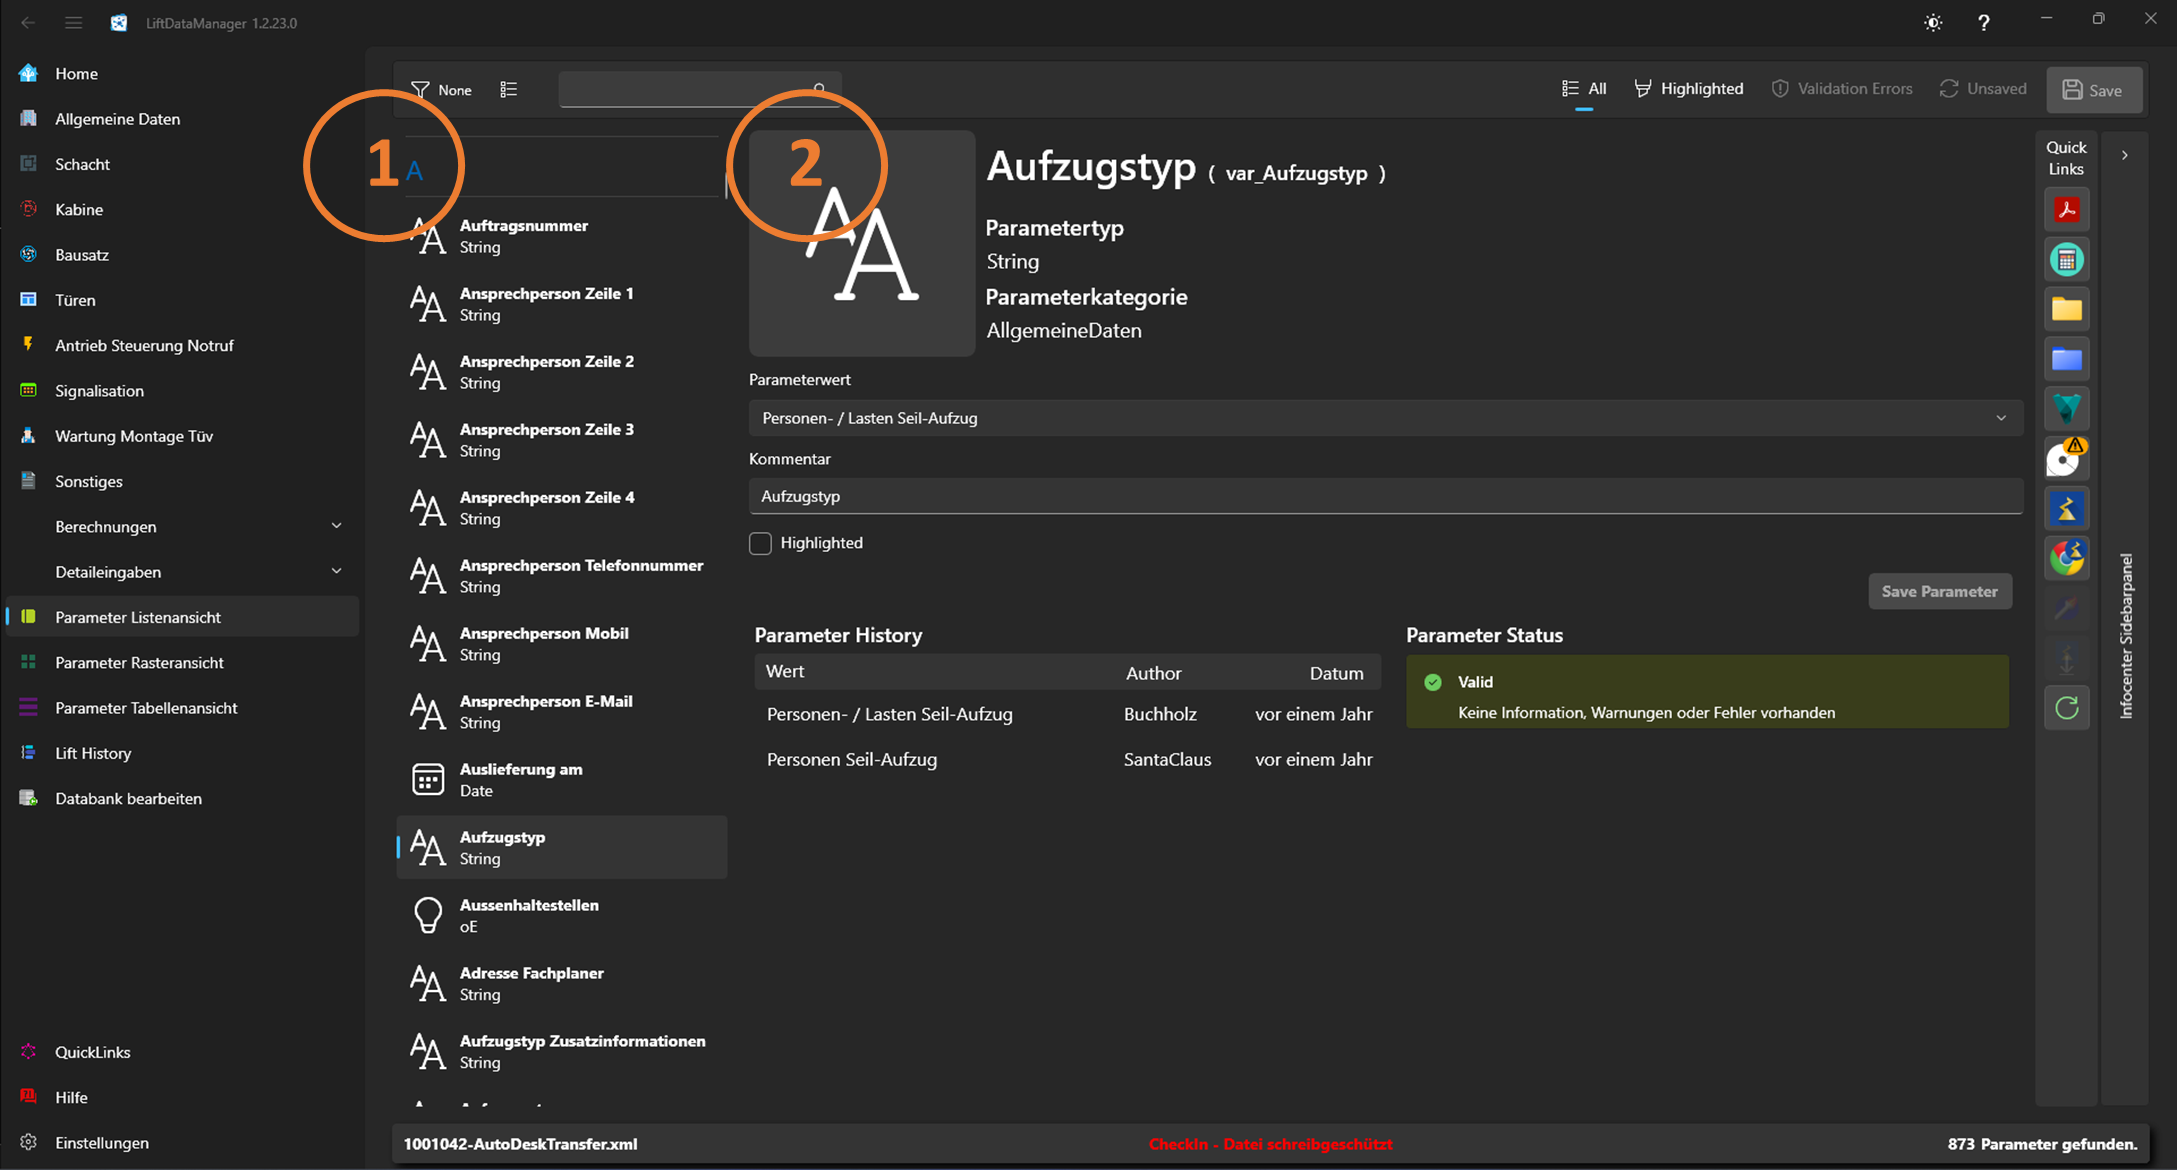 LiftDataManager 1.2.23.0
Home
Allgemeine Daten
Schacht
Kabine
Bausatz
Türen
Antrieb Steuerung Notruf
Signalisation
Wartung Montage Tüv
Sonstiges
Berechnungen
Detaileingaben
Parameter Listenansicht
Parameter Rasteransicht
Parameter Tabellenansicht
Lift History
Databank bearbeiten
QuickLinks
Hilfe
Einstellungen
None
All
Highlighted
Validation Errors
Unsaved
Save
1
A
Auftragsnummer
String
Ansprechperson Zeile 1
String
Ansprechperson Zeile 2
String
Ansprechperson Zeile 3
String
Ansprechperson Zeile 4
String
Ansprechperson Telefonnummer
String
Ansprechperson Mobil
String
Ansprechperson E-Mail
String
Auslieferung am
Date
Aufzugstyp
String
Aussenhaltestellen
oE
Adresse Fachplaner
String
Aufzugstyp Zusatzinformationen
String
2
Aufzugstyp ( var_Aufzugstyp )
Parametertyp
String
Parameterkategorie
AllgemeineDaten
Parameterwert
Personen- / Lasten Seil-Aufzug
Kommentar
Aufzugstyp
Highlighted
Save Parameter
Parameter History
Wert Author Datum
Personen- / Lasten Seil-Aufzug Buchholz vor einem Jahr
Personen Seil-Aufzug SantaClaus vor einem Jahr
Parameter Status
Valid
Keine Information, Warnungen oder Fehler vorhanden
Quick
Links
Infocenter Sidebarpanel
1001042-AutoDeskTransfer.xml
CheckIn - Datei schreibgeschützt
873 Parameter gefunden.